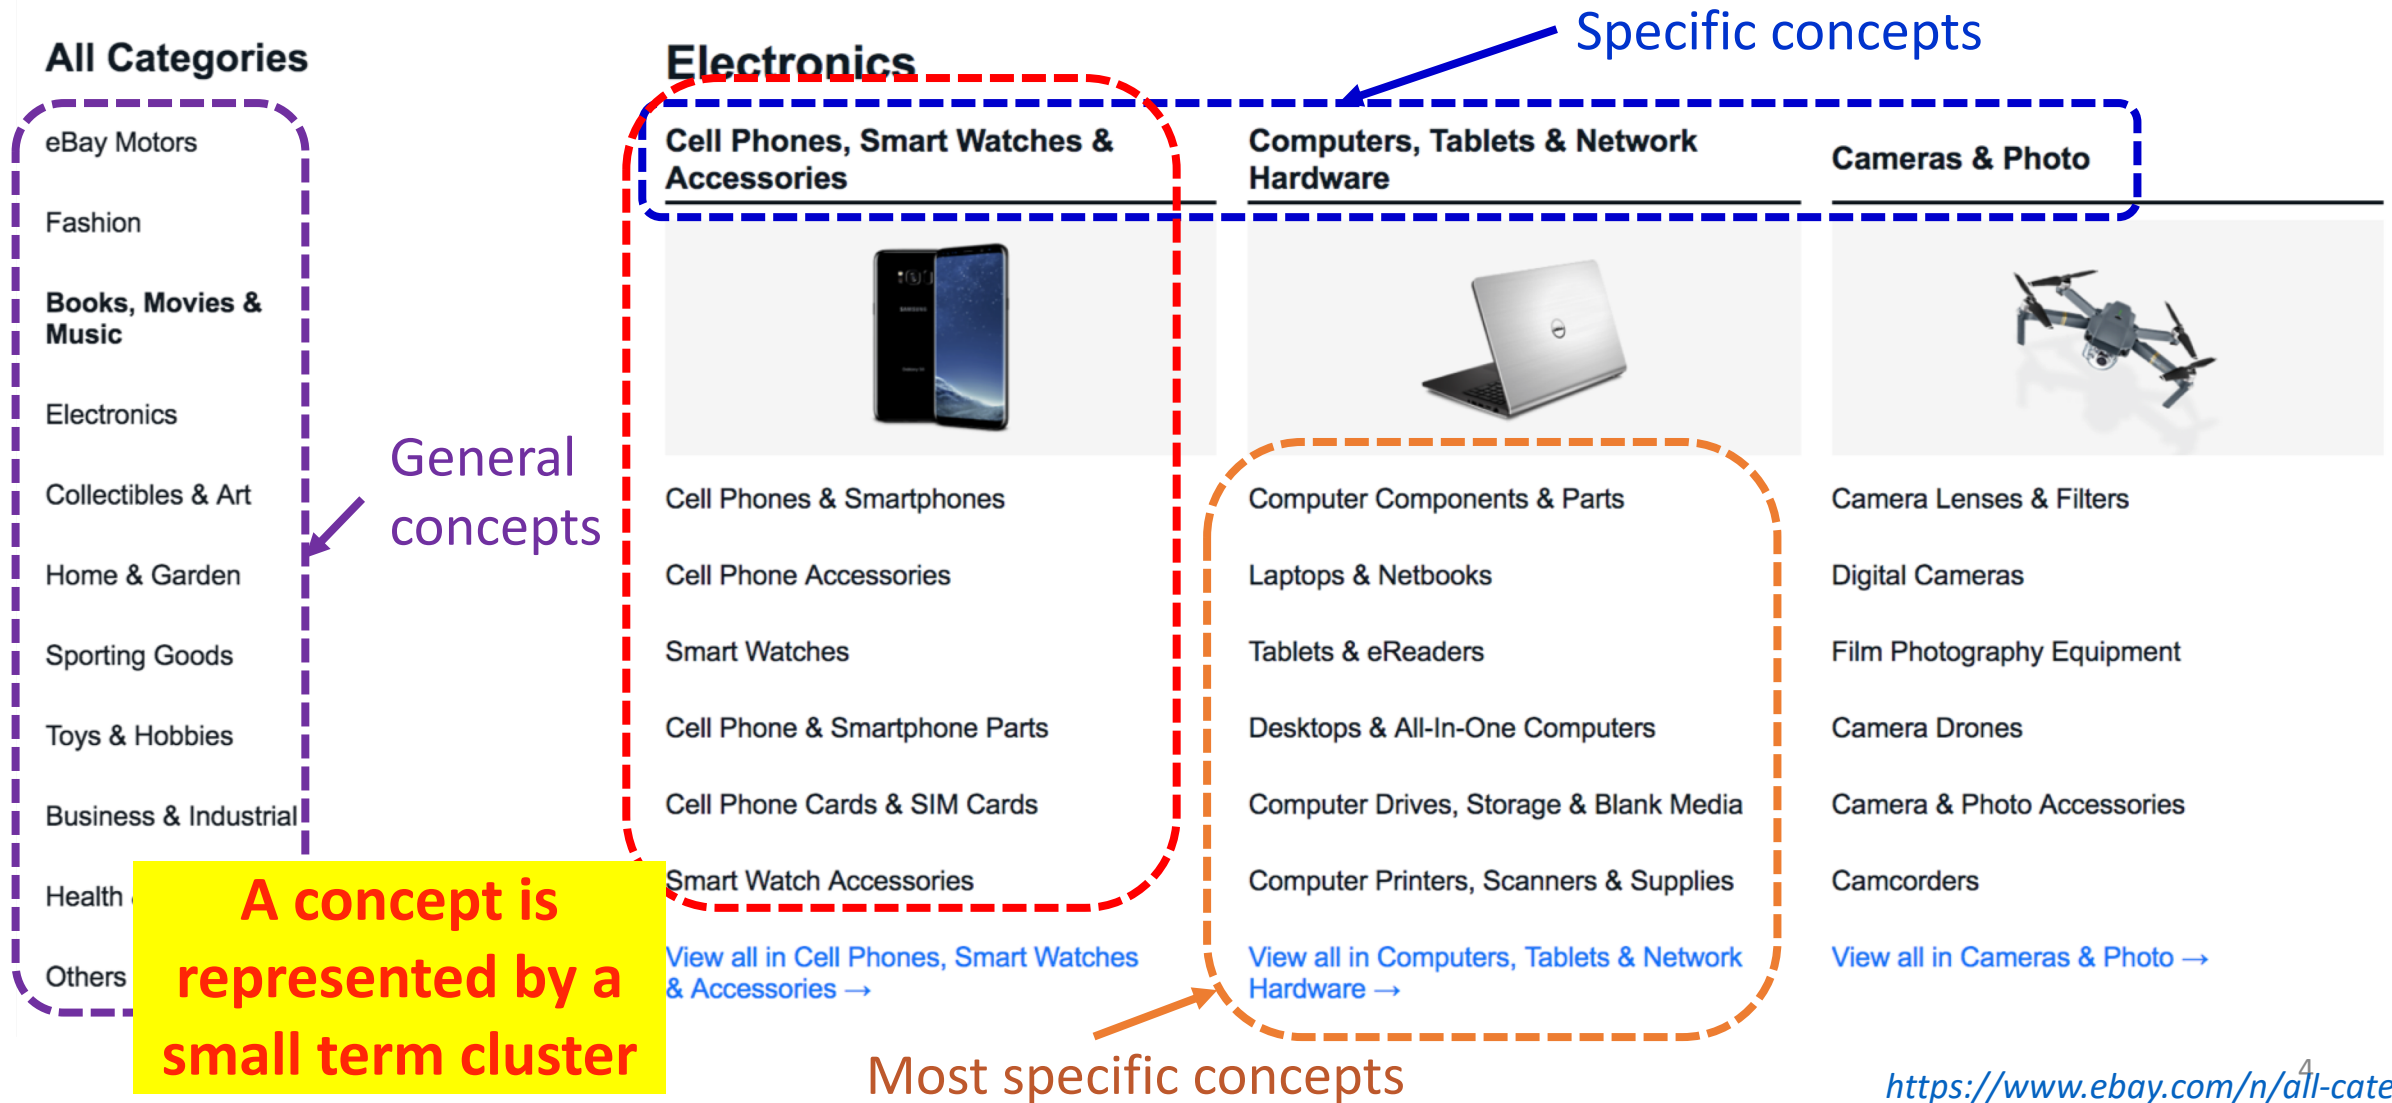 Specific concepts
All Categories
eBay Motors
Fashion
Books, Movies &
Music
Electronics
Collectibles & Art
Home & Garden
Sporting Goods
Toys & Hobbies
Business & Industrial
Health
Others
General
concepts
A concept is
represented by a
small term cluster
Electronics
Cell Phones, Smart Watches &
Accessories
SAMSUNG
Cell Phones & Smartphones
Cell Phone Accessories
Smart Watches
Cell Phone & Smartphone Parts
Cell Phone Cards & SIM Cards
Smart Watch Accessories
View all in Cell Phones, Smart Watches
& Accessories →
Computers, Tablets & Network
Hardware
DELL
Computer Components & Parts
Laptops & Netbooks
Tablets & eReaders
Desktops & All-In-One Computers
Computer Drives, Storage & Blank Media
Computer Printers, Scanners & Supplies
View all in Computers, Tablets & Network
Hardware →
Cameras & Photo
Camera Lenses & Filters
Digital Cameras
Film Photography Equipment
Camera Drones
Camera & Photo Accessories
Camcorders
View all in Cameras & Photo →
Most specific concepts
4
https://www.ebay.com/n/all-cate